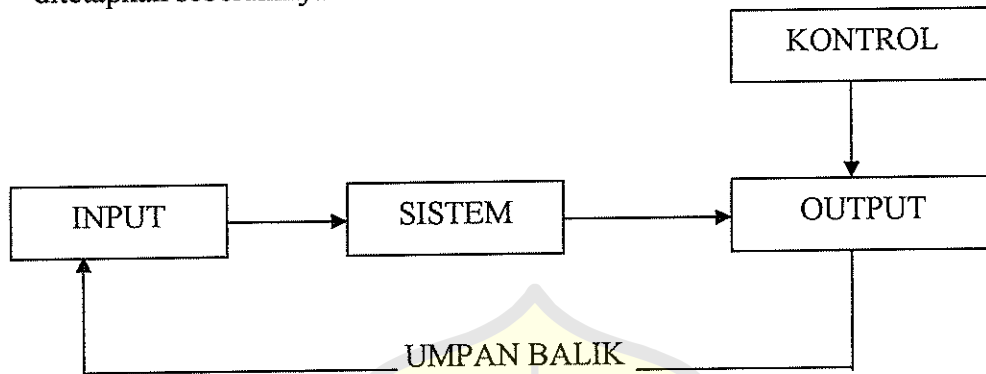 KONTROL
INPUT
SISTEM
OUTPUT
UMPAN BALIK